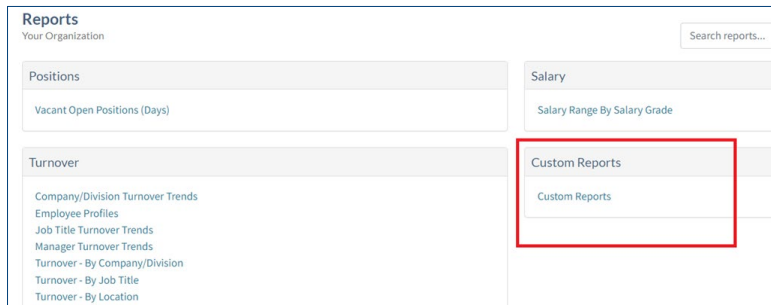 Reports
Your Organization
Search reports...
Positions
Vacant Open Positions (Days)
Salary
Salary Range By Salary Grade
Turnover
Company/Division Turnover Trends
Employee Profiles
Job Title Turnover Trends
Manager Turnover Trends
Turnover - By Company/Division
Turnover - By Job Title
Turnover - By Location
Custom Reports
Custom Reports